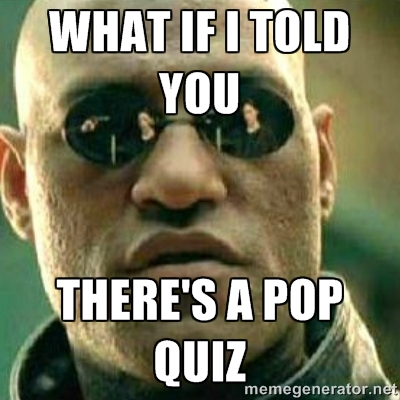 WHAT IF I TOLD
YOU
THERE'S A POP
QUIZ
memegenerator.net